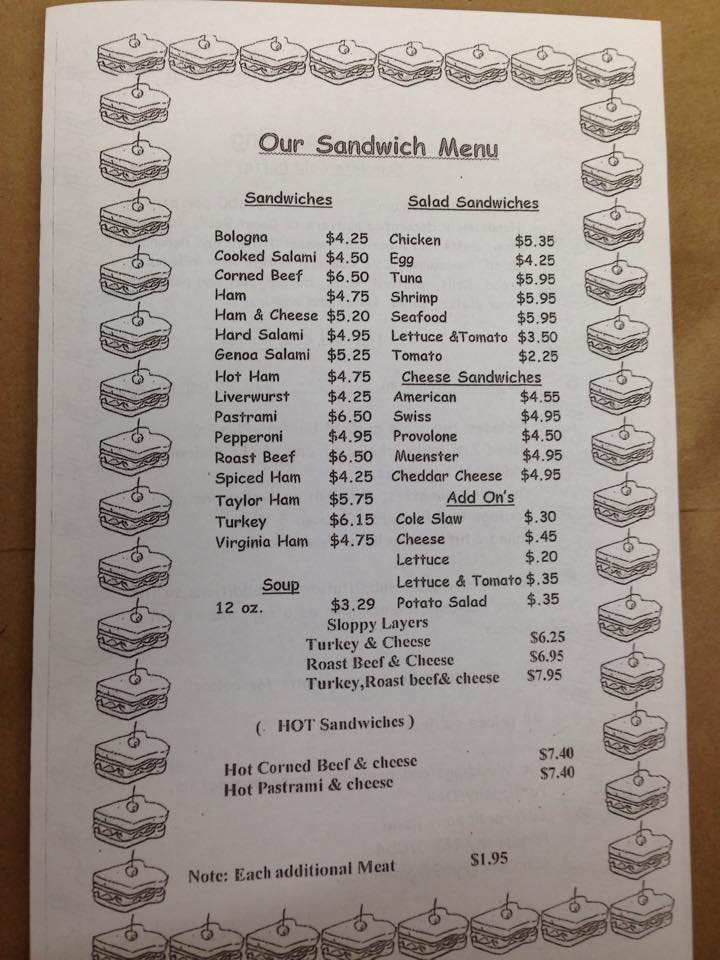 Our Sandwich Menu
Sandwiches
Bologna $4.25
Cooked Salami $4.50
Corned Beef $6.50
Ham $4.75
Ham & Cheese $5.20
Hard Salami $4.95
Genoa Salami $5.25
Hot Ham $4.75
Liverwurst $4.25
Pastrami $6.50
Pepperoni $4.95
Roast Beef $6.50
Spiced Ham $4.25
Taylor Ham $5.75
Turkey $6.15
Virginia Ham $4.75
Soup
12 oz. $3.29
Salad Sandwiches
Chicken $5.35
Egg $4.25
Tuna $5.95
Shrimp $5.95
Seafood $5.95
Lettuce &Tomato $3.50
Tomato $2.25
Cheese Sandwiches
American $4.55
Swiss $4.95
Provolone $4.50
Muenster $4.95
Cheddar Cheese $4.95
Add On's
Cole Slaw $.30
Cheese $.45
Lettuce $.20
Lettuce & Tomato $.35
Potato Salad $.35
Sloppy Layers
Turkey & Cheese $6.25
Roast Beef & Cheese $6.95
Turkey,Roast beef& cheese $7.95
( HOT Sandwiches )
Hot Corned Beef & cheese $7.40
Hot Pastrami & cheese $7.40
Note: Each additional Meat $1.95